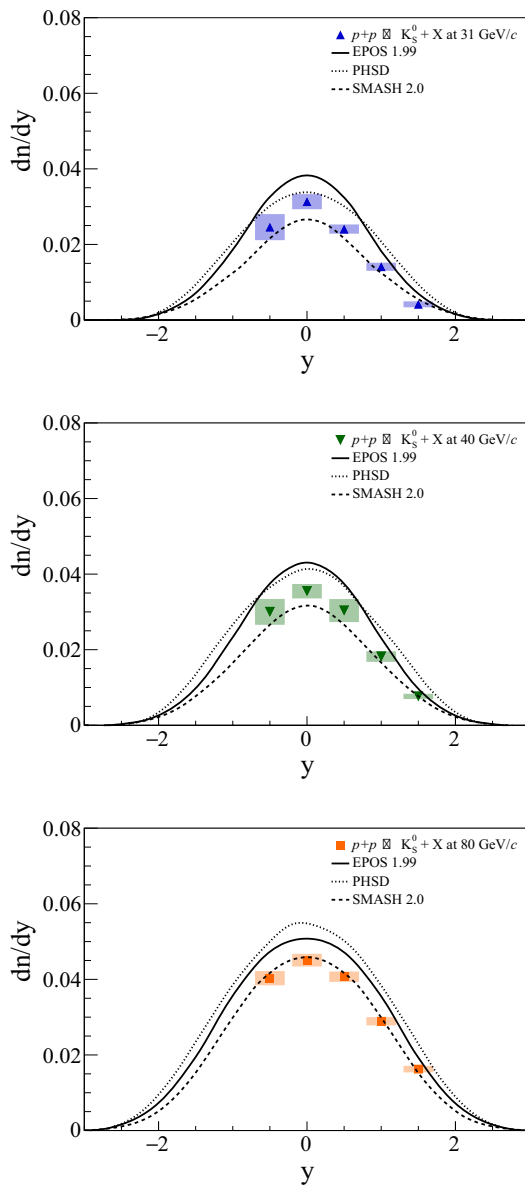 0.08
p+p → K_S^0 + X at 31 GeV/c
EPOS 1.99
PHSD
SMASH 2.0
0.06
dn/dy
0.04
0.02
0
−2 0 2
y
0.08
p+p → K_S^0 + X at 40 GeV/c
EPOS 1.99
PHSD
SMASH 2.0
0.06
dn/dy
0.04
0.02
0
−2 0 2
y
0.08
p+p → K_S^0 + X at 80 GeV/c
EPOS 1.99
PHSD
SMASH 2.0
0.06
dn/dy
0.04
0.02
0
−2 0 2
y